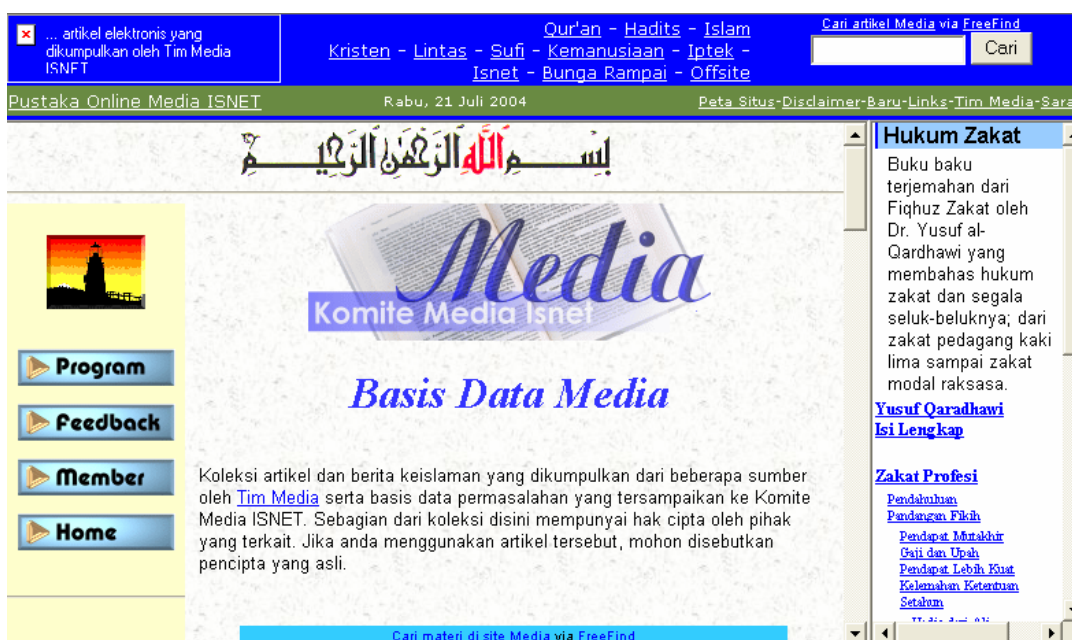 ... artikel elektronis yang
dikumpulkan oleh Tim Media
ISNET
Qur'an - Hadits - Islam
Kristen - Lintas - Sufi - Kemanusiaan - Iptek -
Isnet - Bunga Rampai - Offsite
Cari artikel Media via FreeFind
Cari
Pustaka Online Media ISNET
Rabu, 21 Juli 2004
Peta Situs-Disclaimer-Baru-Links-Tim Media-Sara
بسم الله الرحمن الرحيم
Program
Feedback
Member
Home
Media
Komite Media Isnet
Basis Data Media
Koleksi artikel dan berita keislaman yang dikumpulkan dari beberapa sumber
oleh Tim Media serta basis data permasalahan yang tersampaikan ke Komite
Media ISNET. Sebagian dari koleksi disini mempunyai hak cipta oleh pihak
yang terkait. Jika anda menggunakan artikel tersebut, mohon disebutkan
pencipta yang asli.
Cari materi di site Media via FreeFind
Hukum Zakat
Buku baku
terjemahan dari
Fiqhuz Zakat oleh
Dr. Yusuf al-
Qardhawi yang
membahas hukum
zakat dan segala
seluk-beluknya; dari
zakat pedagang kaki
lima sampai zakat
modal raksasa.
Yusuf Qaradhawi
Isi Lengkap
Zakat Profesi
Pendahuluan
Pandangan Fikih
Pendapat Mutakhir
Gaji dan Upah
Pendapat Lebih Kuat
Kelemahan Ketentuan
Setahun